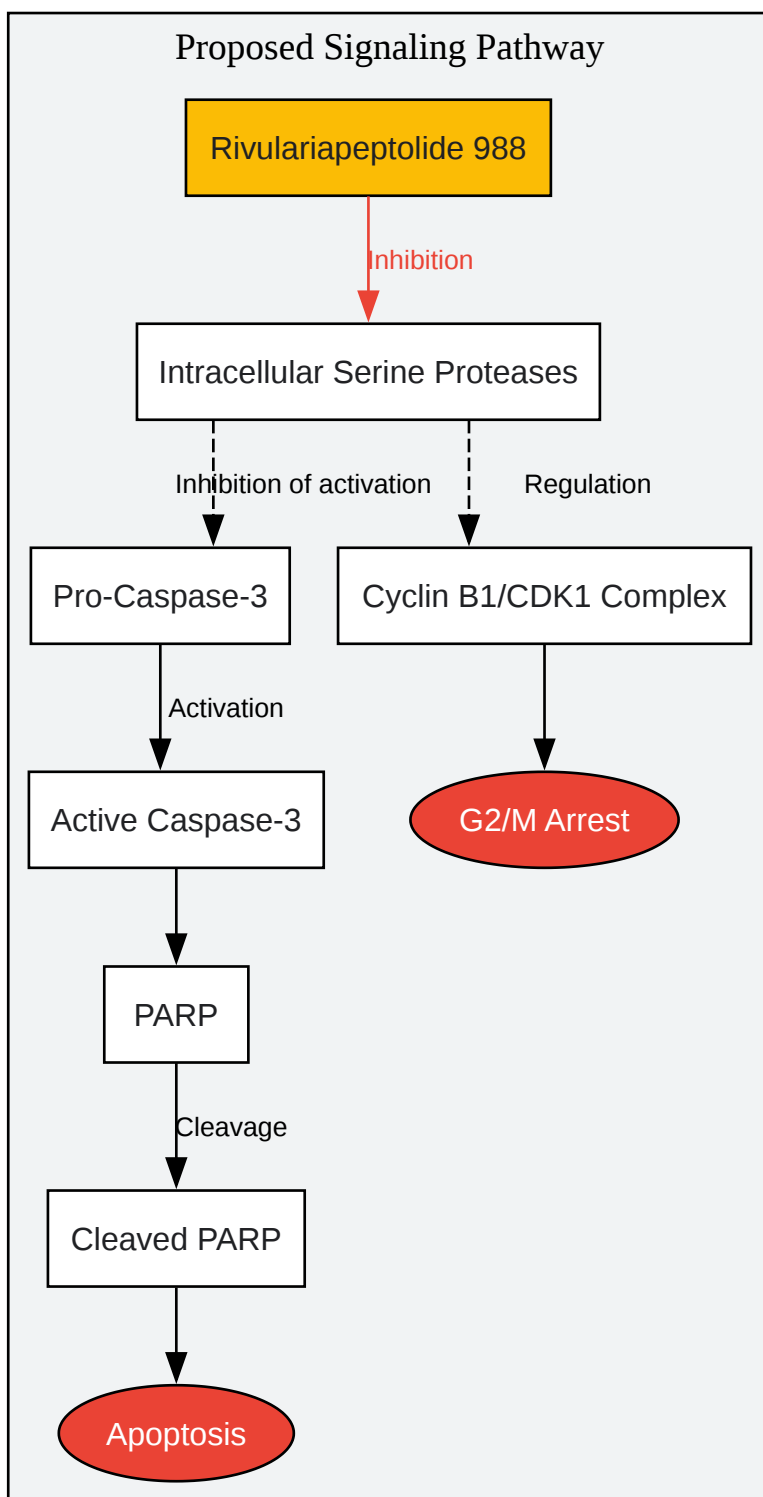 Proposed Signaling Pathway
Rivulariapeptolide 988
Inhibition
Intracellular Serine Proteases
Inhibition of activation
Regulation
Pro-Caspase-3
Cyclin B1/CDK1 Complex
Activation
Active Caspase-3
G2/M Arrest
PARP
Cleavage
Cleaved PARP
Apoptosis